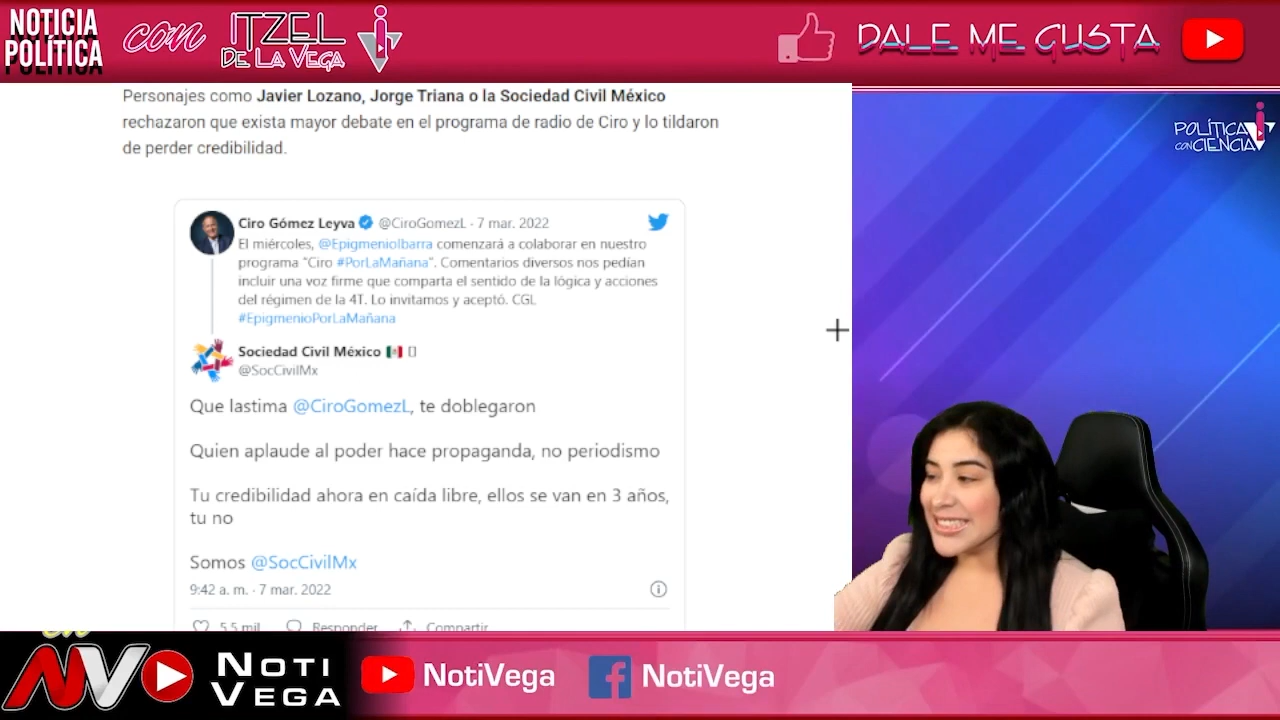 NOTICIA
POLÍTICA
con
ITZEL
DE LA VEGA
DALE ME GUSTA
Personajes como Javier Lozano, Jorge Triana o la Sociedad Civil México
rechazaron que exista mayor debate en el programa de radio de Ciro y lo tildaron
de perder credibilidad.
POLÍTICA
CON CIENCIA
Ciro Gómez Leyva @CiroGomezL · 7 mar. 2022
El miércoles, @EpigmenioIbarra comenzará a colaborar en nuestro
programa “Ciro #PorLaMañana”. Comentarios diversos nos pedían
incluir una voz firme que comparta el sentido de la lógica y acciones
del régimen de la 4T. Lo invitamos y aceptó. CGL
#EpigmenioPorLaMañana
Sociedad Civil México 🇲🇽
@SocCivilMx
Que lastima @CiroGomezL, te doblegaron
Quien aplaude al poder hace propaganda, no periodismo
Tu credibilidad ahora en caída libre, ellos se van en 3 años,
tu no
Somos @SocCivilMx
9:42 a. m. · 7 mar. 2022
5.5 mil Responder Compartir
en
NV
NOTI
VEGA
NotiVega
NotiVega